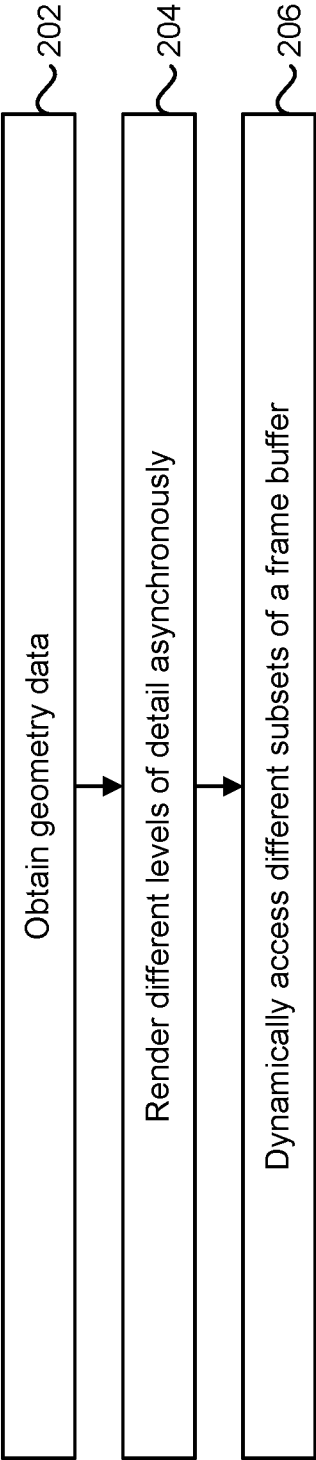 Obtain geometry data
202
Render different levels of detail asynchronously
204
Dynamically access different subsets of a frame buffer
206